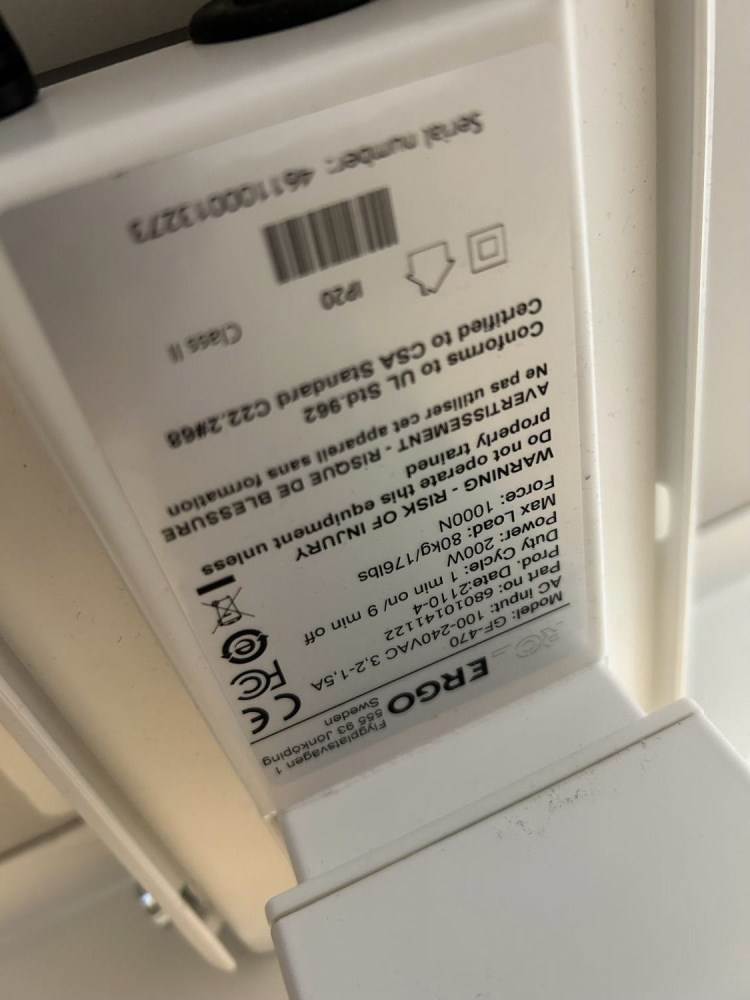 ERGO
Flygplatsvägen 1
555 93 Jönköping
Sweden
Model: GF-470
AC input: 100-240VAC 3,2-1,5A
Part no: 68010141122
Prod. Date:2110-4
Duty Cycle: 1 min on/ 9 min off
Power: 200W
Max Load: 80kg/176lbs
Force: 1000N
WARNING - RISK OF INJURY
Do not operate this equipment unless
properly trained
AVERTISSEMENT - RISQUE DE BLESSURE
Ne pas utiliser cet appareil sans formation
Conforms to UL Std.962
Certified to CSA Standard C22.2#68
CE
FC
IP20
Class II
Serial number: 461100013273